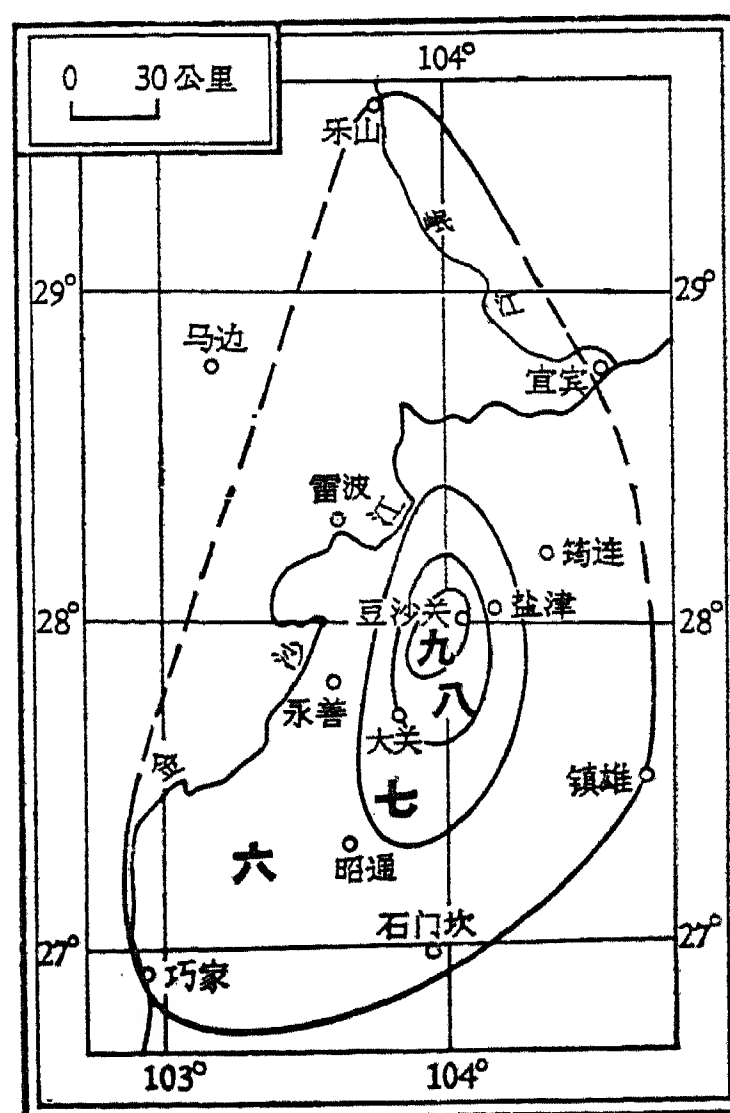 0 30公里
104°
乐山
岷
江
29° 29°
马边
宜宾
雷波
江
筠连
28° 豆沙关 盐津 28°
九
沙
八
永善
大关
金
镇雄
七
六
昭通
石门坎
27° 27°
巧家
103° 104°